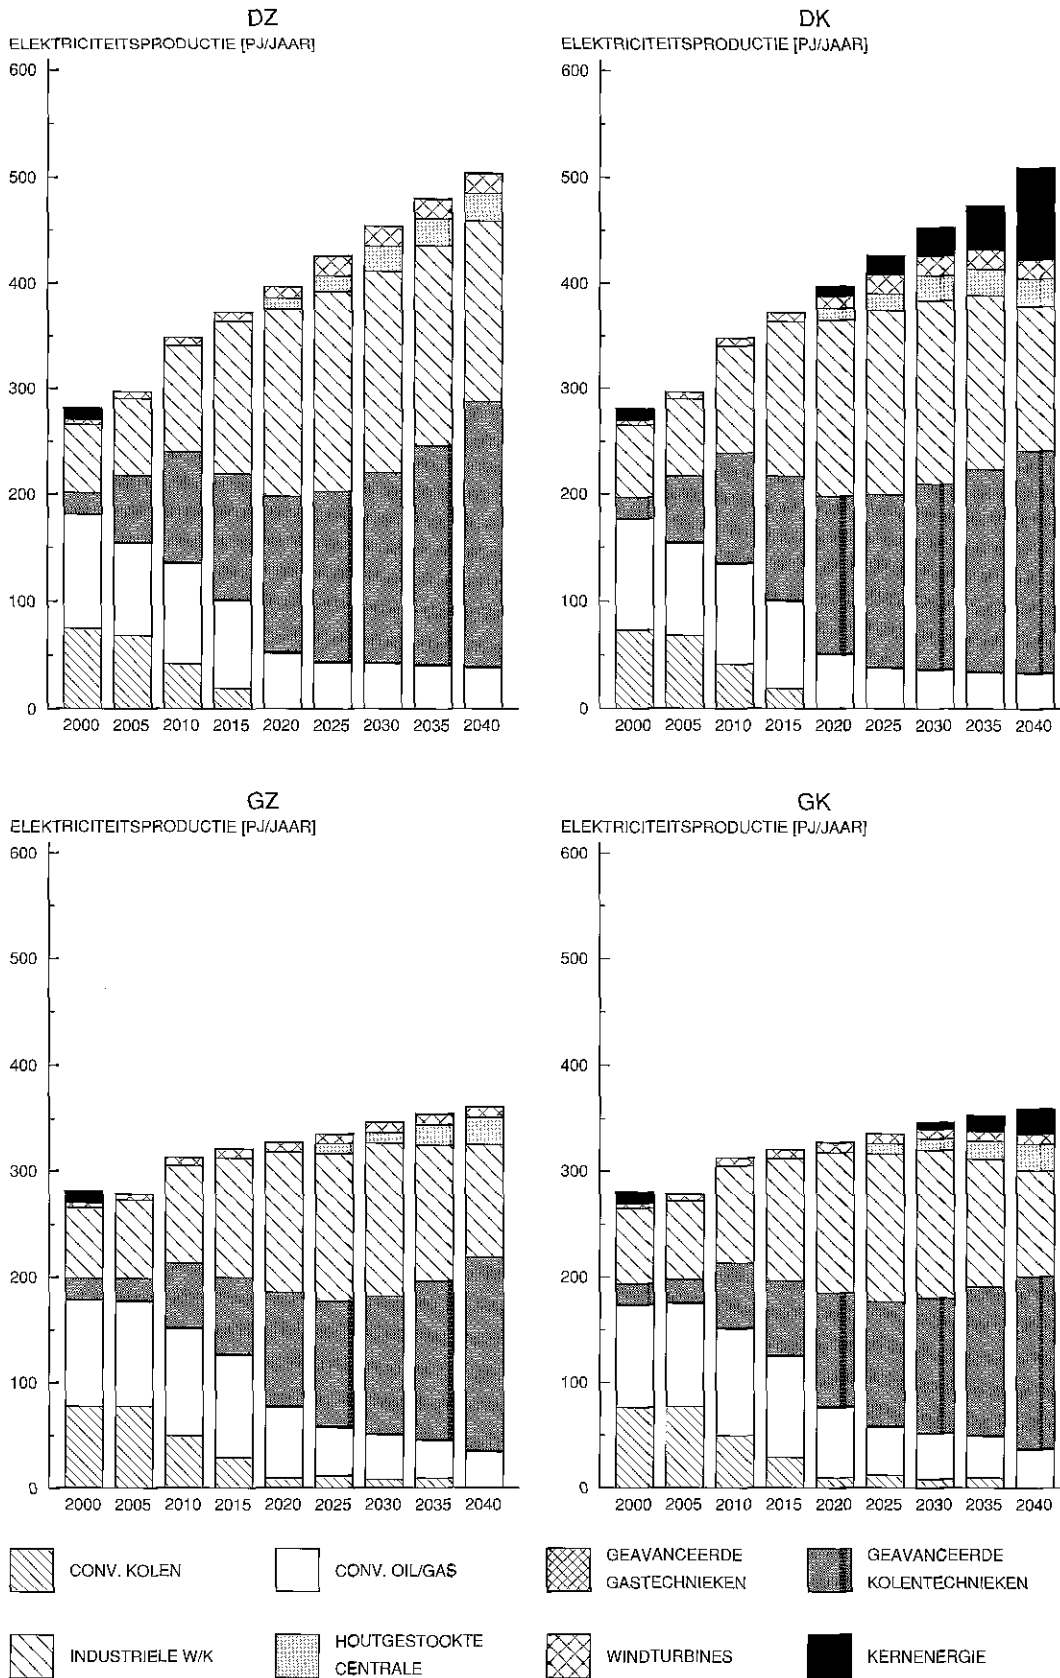 DZ
ELEKTRICITEITSPRODUCTIE [PJ/JAAR]
600
500
400
300
200
100
0
2000 2005 2010 2015 2020 2025 2030 2035 2040
DK
ELEKTRICITEITSPRODUCTIE [PJ/JAAR]
600
500
400
300
200
100
0
2000 2005 2010 2015 2020 2025 2030 2035 2040
GZ
ELEKTRICITEITSPRODUCTIE [PJ/JAAR]
600
500
400
300
200
100
0
2000 2005 2010 2015 2020 2025 2030 2035 2040
GK
ELEKTRICITEITSPRODUCTIE [PJ/JAAR]
600
500
400
300
200
100
0
2000 2005 2010 2015 2020 2025 2030 2035 2040
CONV. KOLEN
CONV. OIL/GAS
GEAVANCEERDE
GASTECHNIEKEN
GEAVANCEERDE
KOLENTECHNIEKEN
INDUSTRIELE W/K
HOUTGESTOOKTE
CENTRALE
WINDTURBINES
KERNENERGIE